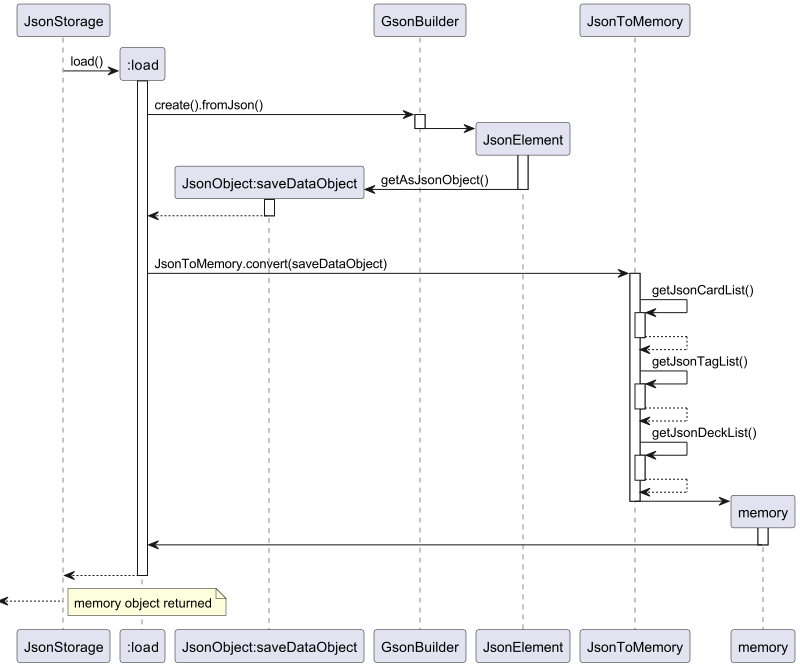 JsonStorage
GsonBuilder
JsonToMemory
load()
:load
create().fromJson()
JsonElement
JsonObject:saveDataObject
getAsJsonObject()
JsonToMemory.convert(saveDataObject)
getJsonCardList()
getJsonTagList()
getJsonDeckList()
memory
memory object returned
JsonStorage
:load
JsonObject:saveDataObject
GsonBuilder
JsonElement
JsonToMemory
memory